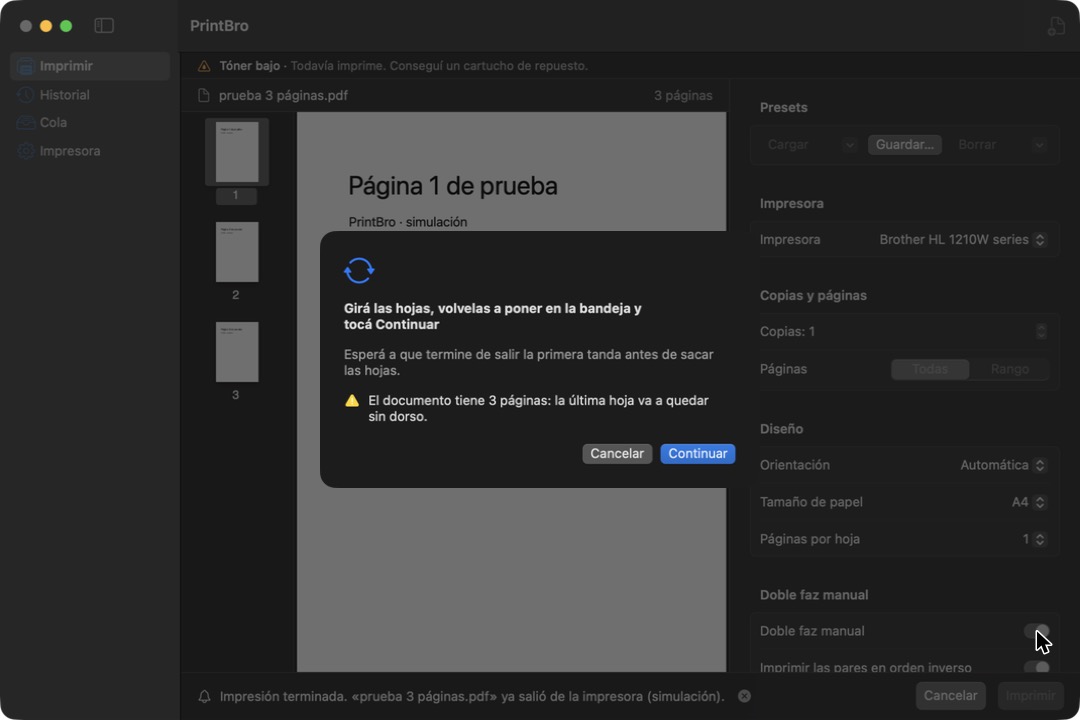 PrintBro
Imprimir
Historial
Cola
Impresora
Tóner bajo · Todavía imprime. Conseguí un cartucho de repuesto.
prueba 3 páginas.pdf
3 páginas
1
2
3
Página 1 de prueba
PrintBro · simulación
Girá las hojas, volvelas a poner en la bandeja y
tocá Continuar
Esperá a que termine de salir la primera tanda antes de sacar
las hojas.
El documento tiene 3 páginas: la última hoja va a quedar
sin dorso.
Cancelar
Continuar
Presets
Cargar
Guardar...
Borrar
Impresora
Impresora
Brother HL 1210W series
Copias y páginas
Copias: 1
Páginas
Todas
Rango
Diseño
Orientación
Automática
Tamaño de papel
A4
Páginas por hoja
1
Doble faz manual
Doble faz manual
Imprimir las pares en orden inverso
Impresión terminada. «prueba 3 páginas.pdf» ya salió de la impresora (simulación).
Cancelar
Imprimir